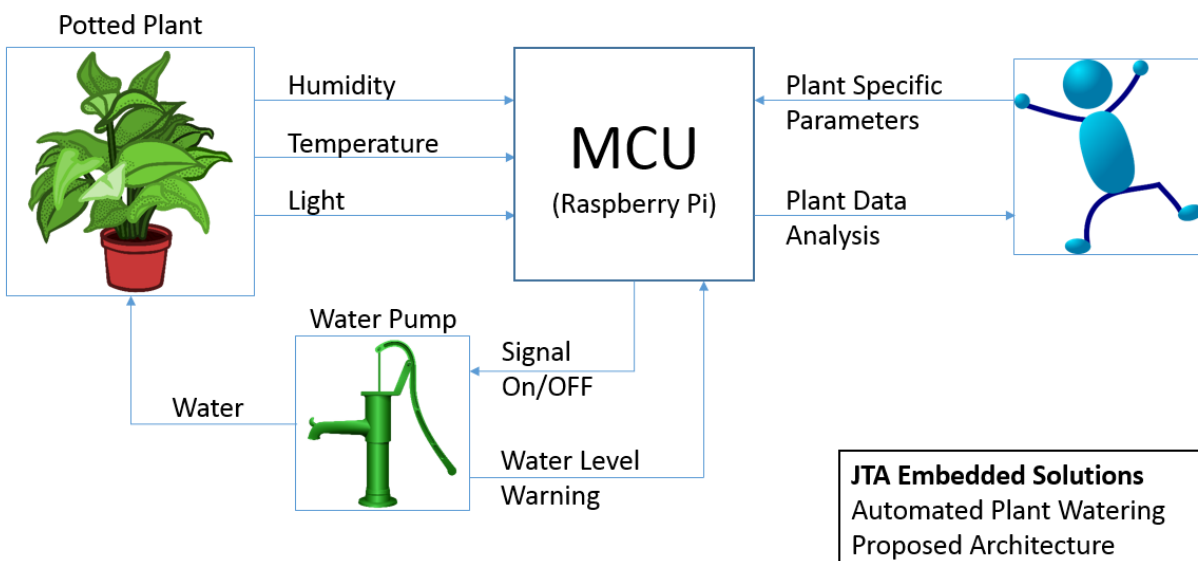 Potted Plant
Humidity
Temperature
Light
MCU
(Raspberry Pi)
Plant Specific
Parameters
Plant Data
Analysis
Water Pump
Signal
On/OFF
Water
Water Level
Warning
JTA Embedded Solutions
Automated Plant Watering
Proposed Architecture